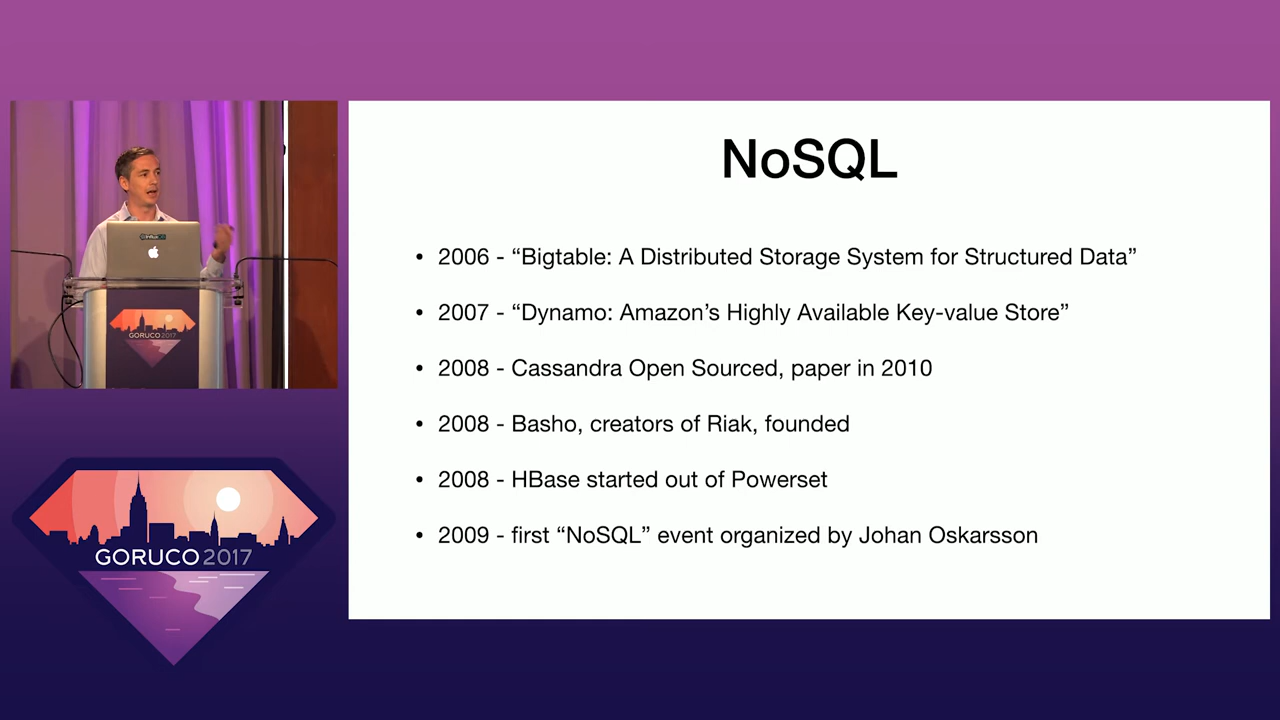 NoSQL
• 2006 - “Bigtable: A Distributed Storage System for Structured Data”
• 2007 - “Dynamo: Amazon’s Highly Available Key-value Store”
• 2008 - Cassandra Open Sourced, paper in 2010
• 2008 - Basho, creators of Riak, founded
• 2008 - HBase started out of Powerset
• 2009 - first “NoSQL” event organized by Johan Oskarsson
GORUCO 2017
GORUCO 2017